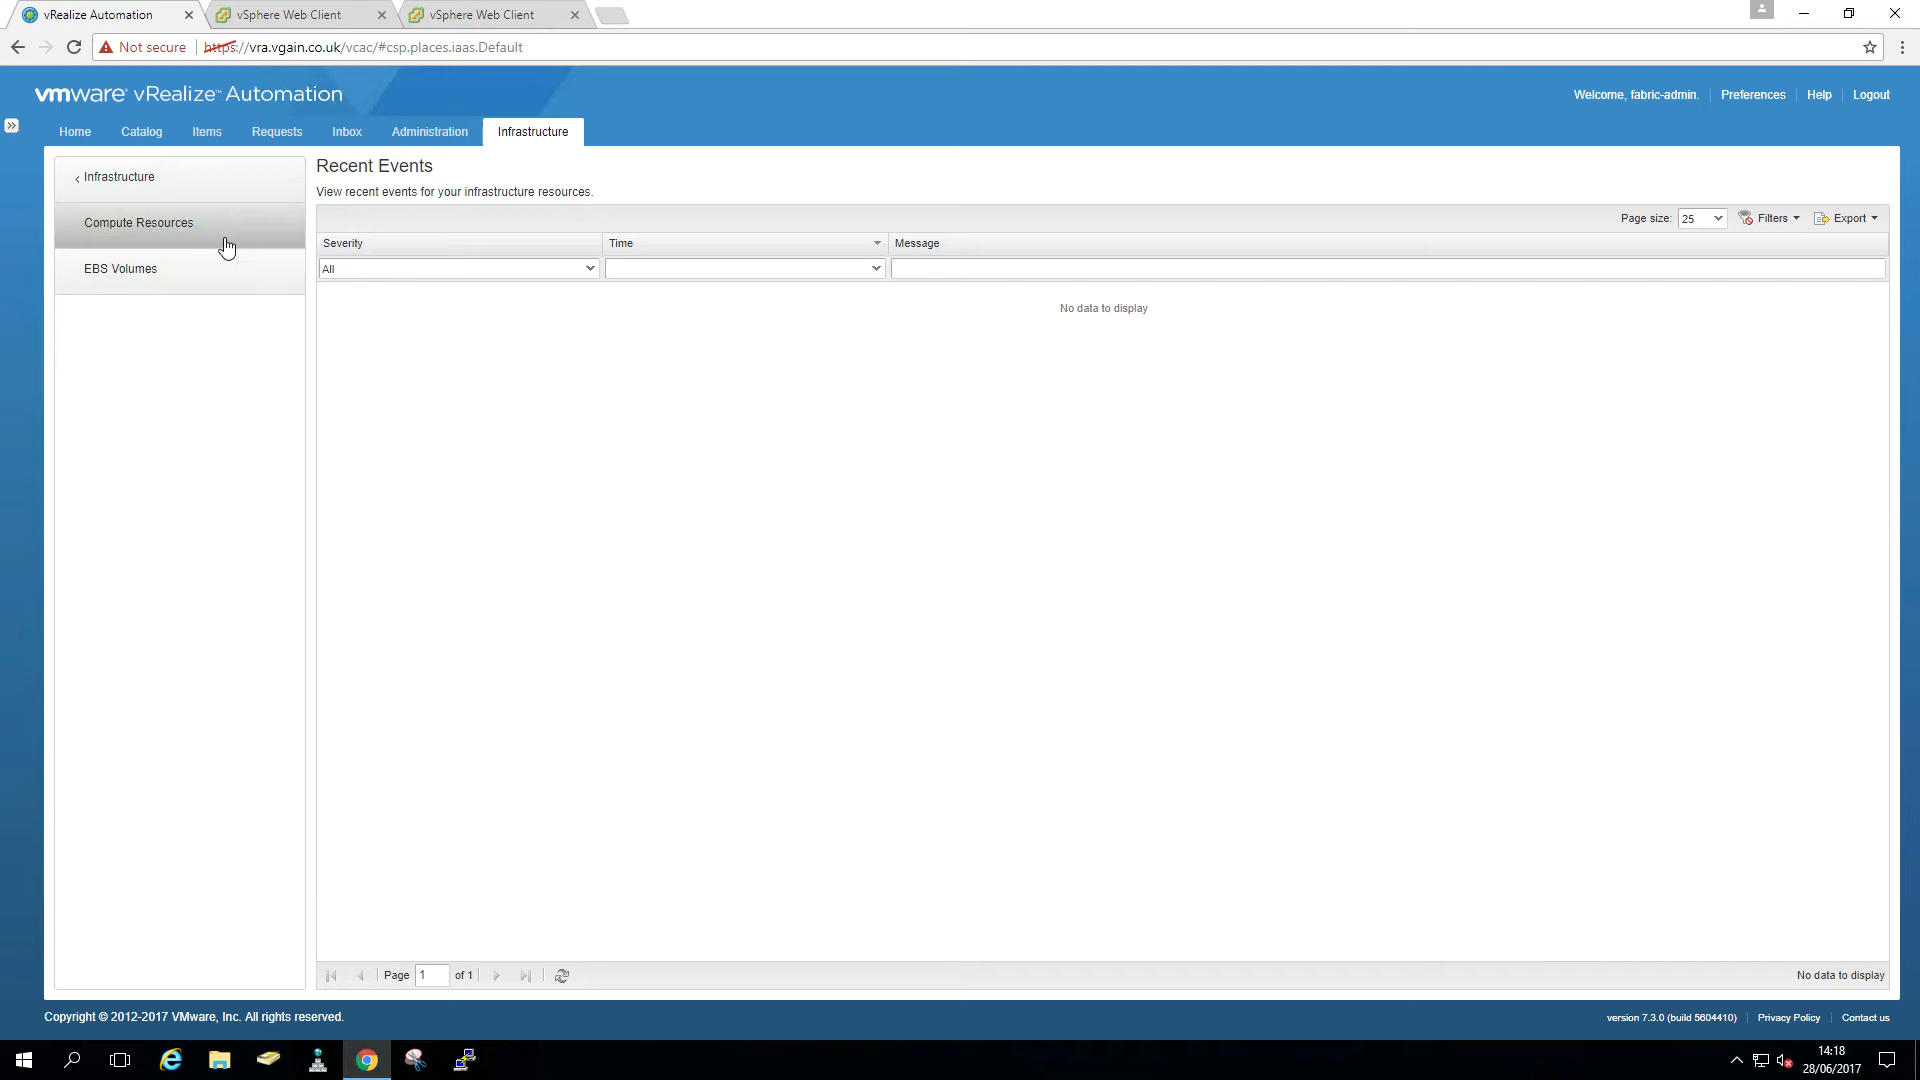 vRealize Automation
vSphere Web Client
vSphere Web Client
Not secure
https://vra.vgain.co.uk/vcac/#csp.places.iaas.Default
vmware® vRealize™ Automation
Welcome, fabric-admin.
Preferences
Help
Logout
Home
Catalog
Items
Requests
Inbox
Administration
Infrastructure
Infrastructure
Compute Resources
EBS Volumes
Recent Events
View recent events for your infrastructure resources.
Page size: 25
Filters
Export
Severity
Time
Message
All
No data to display
Page 1 of 1
No data to display
Copyright © 2012-2017 VMware, Inc. All rights reserved.
version 7.3.0 (build 5604410)
Privacy Policy
Contact us
14:18
28/06/2017